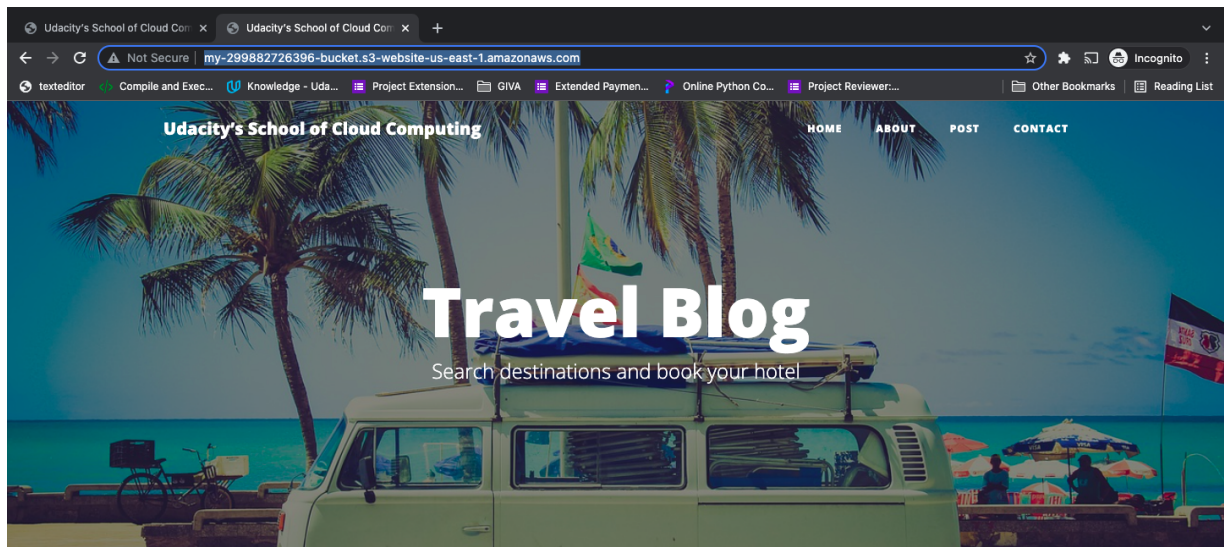 Udacity's School of Cloud Com
Udacity's School of Cloud Com
Not Secure
my-299882726396-bucket.s3-website-us-east-1.amazonaws.com
Incognito
texteditor
Compile and Exec...
Knowledge - Uda...
Project Extension...
GIVA
Extended Paymen...
Online Python Co...
Project Reviewer:...
Other Bookmarks
Reading List
Udacity's School of Cloud Computing
HOME ABOUT POST CONTACT
Travel Blog
Search destinations and book your hotel
VISA